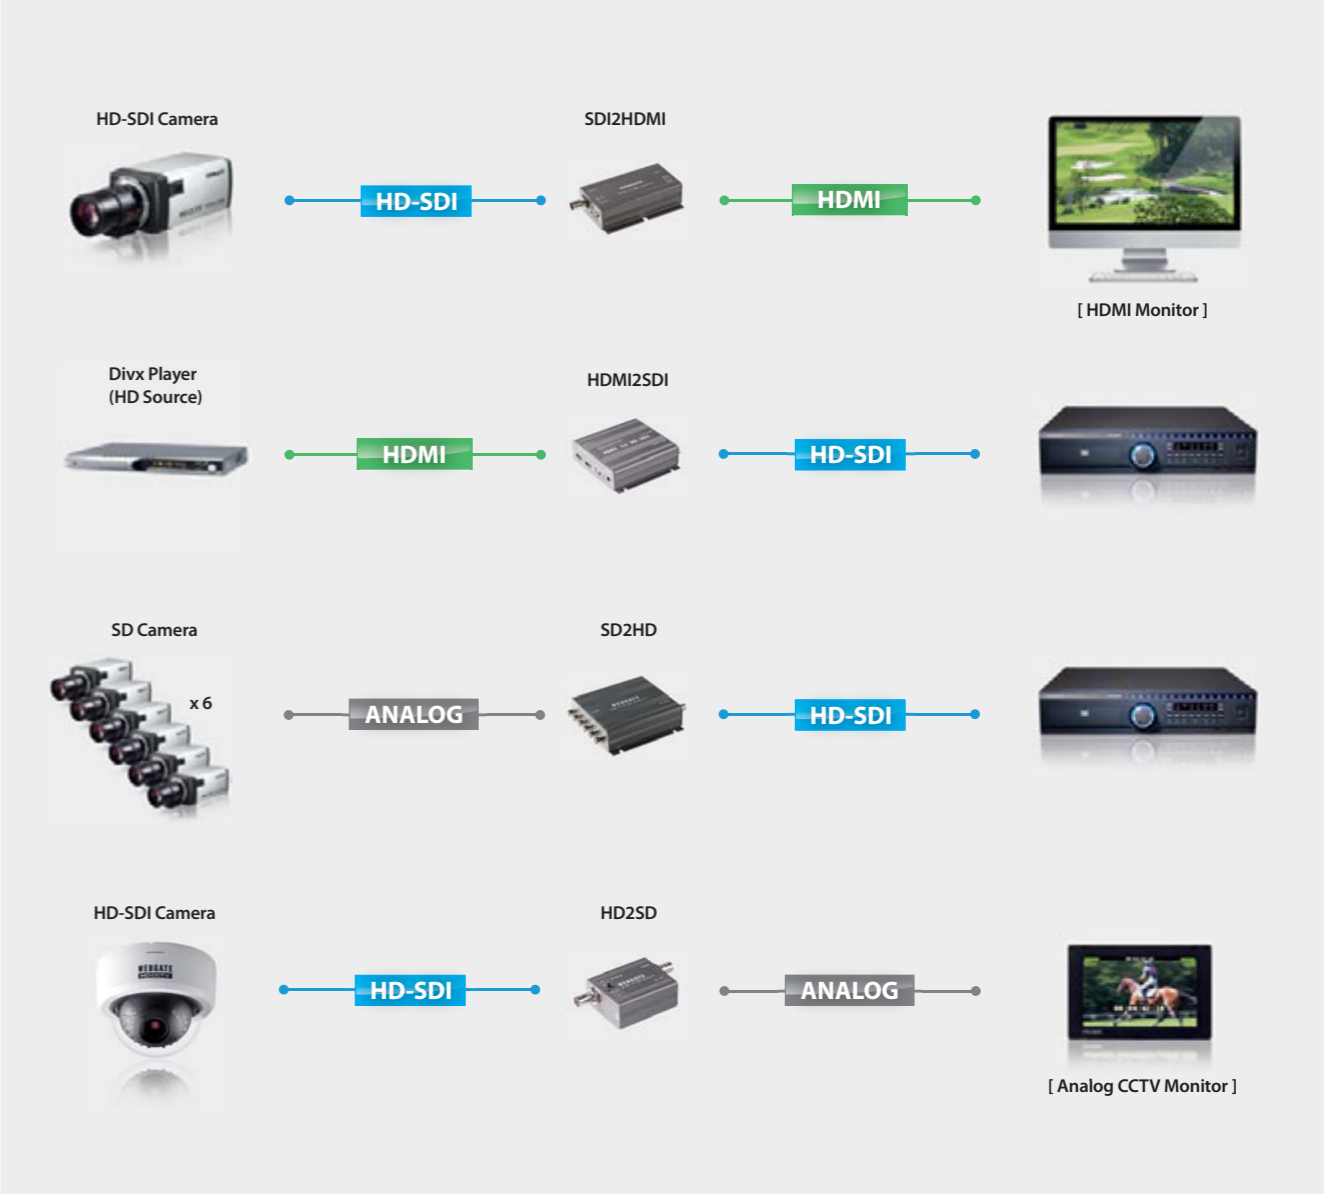 HD-SDI Camera
SDI2HDMI
HD-SDI
HDMI
[ HDMI Monitor ]
Divx Player
(HD Source)
HDMI2SDI
HDMI
HD-SDI
SD Camera
SD2HD
x 6
ANALOG
HD-SDI
HD-SDI Camera
HD2SD
WEBGATE
HD-SDI
ANALOG
[ Analog CCTV Monitor ]